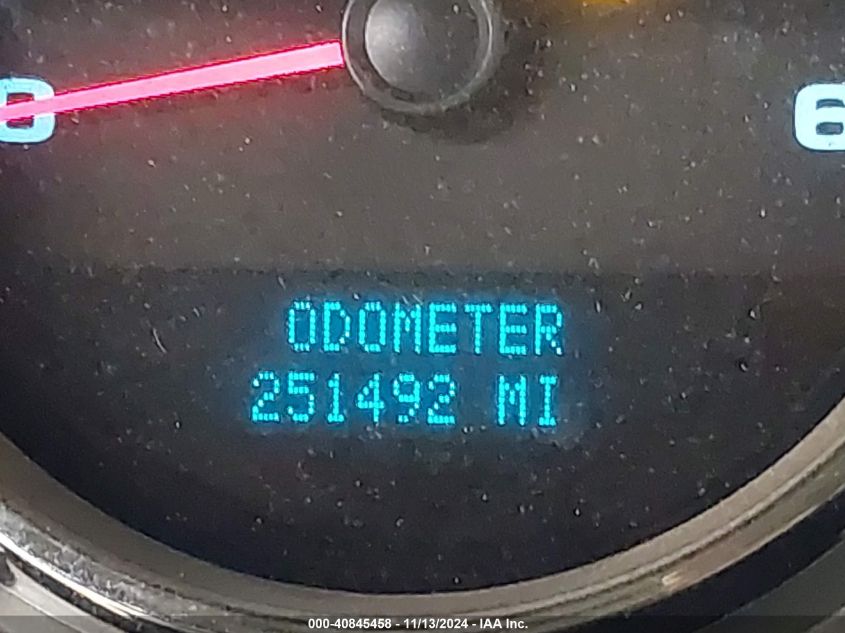 0
6
ODOMETER
251492 MI
000-40845458 - 11/13/2024 - IAA Inc.